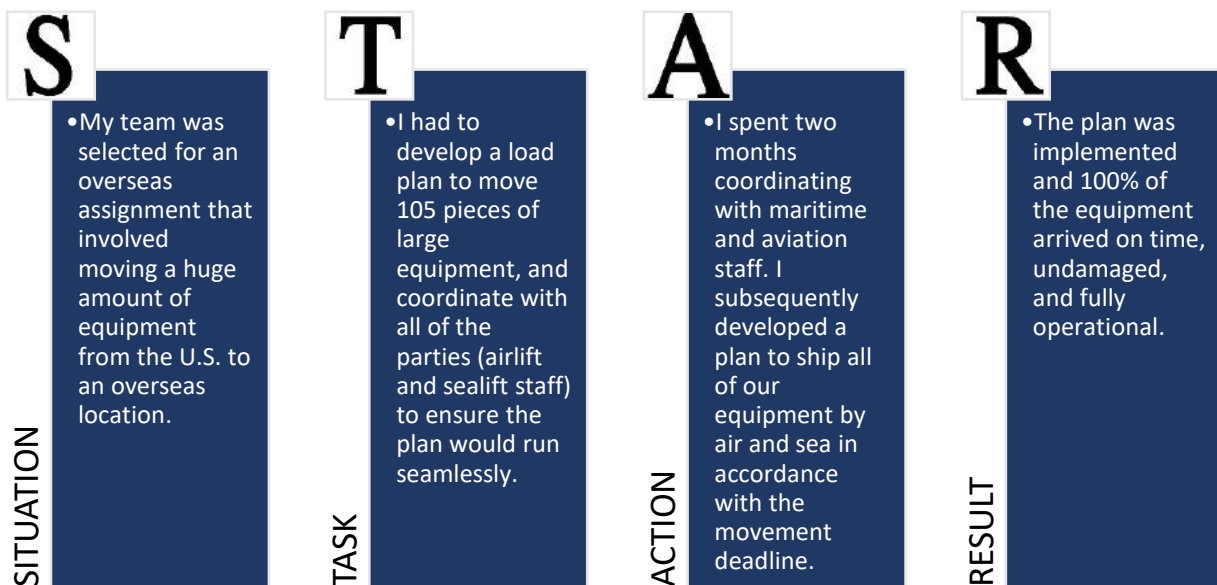 S
•My team was
selected for an
overseas
assignment that
involved
moving a huge
amount of
equipment
from the U.S. to
an overseas
location.
SITUATION
T
•I had to
develop a load
plan to move
105 pieces of
large
equipment, and
coordinate with
all of the
parties (airlift
and sealift staff)
to ensure the
plan would run
seamlessly.
TASK
A
•I spent two
months
coordinating
with maritime
and aviation
staff. I
subsequently
developed a
plan to ship all
of our
equipment by
air and sea in
accordance
with the
movement
deadline.
ACTION
R
•The plan was
implemented
and 100% of
the equipment
arrived on time,
undamaged,
and fully
operational.
RESULT